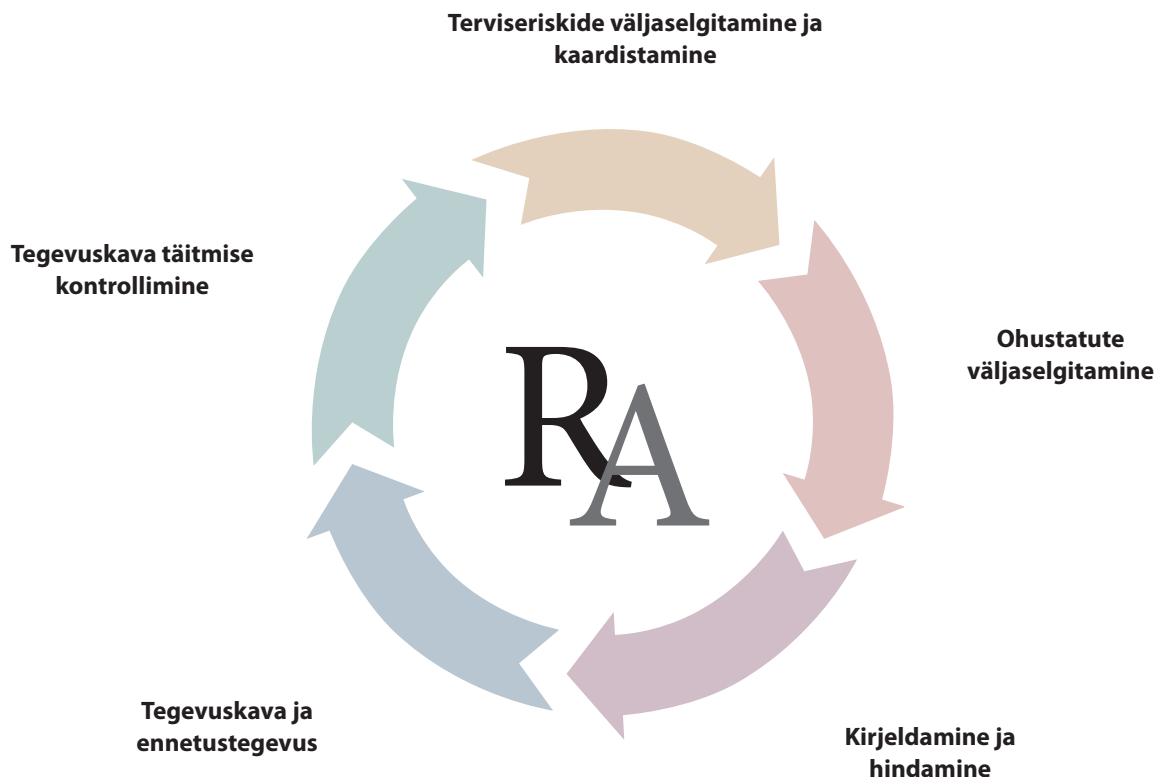 Terviseriskide väljaselgitamine ja
kaardistamine
Ohustatute
väljaselgitamine
Kirjeldamine ja
hindamine
Tegevuskava ja
ennetustegevus
Tegevuskava täitmise
kontrollimine
RA